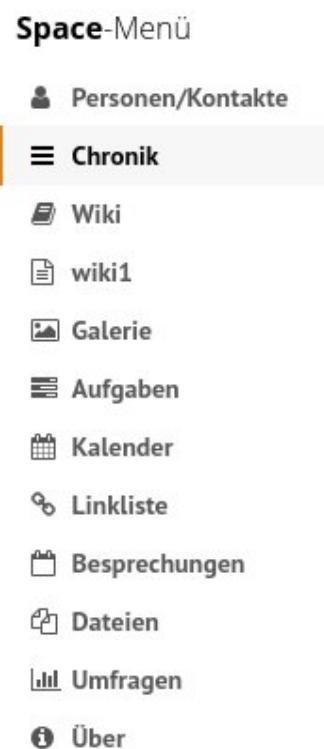 Space-Menü
Personen/Kontakte
Chronik
Wiki
wiki1
Galerie
Aufgaben
Kalender
Linkliste
Besprechungen
Dateien
Umfragen
Über